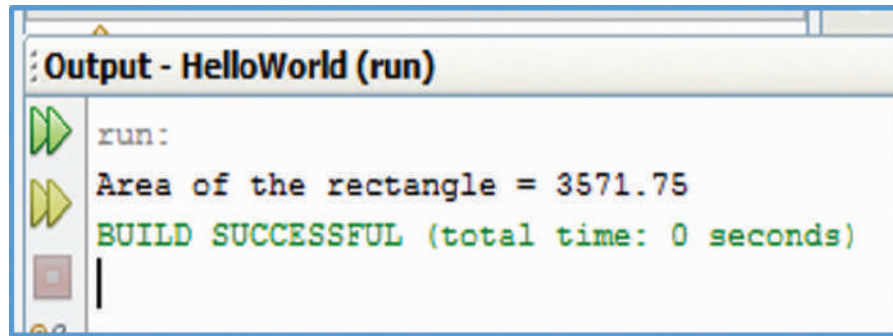 Output - HelloWorld (run)
run:
Area of the rectangle = 3571.75
BUILD SUCCESSFUL (total time: 0 seconds)